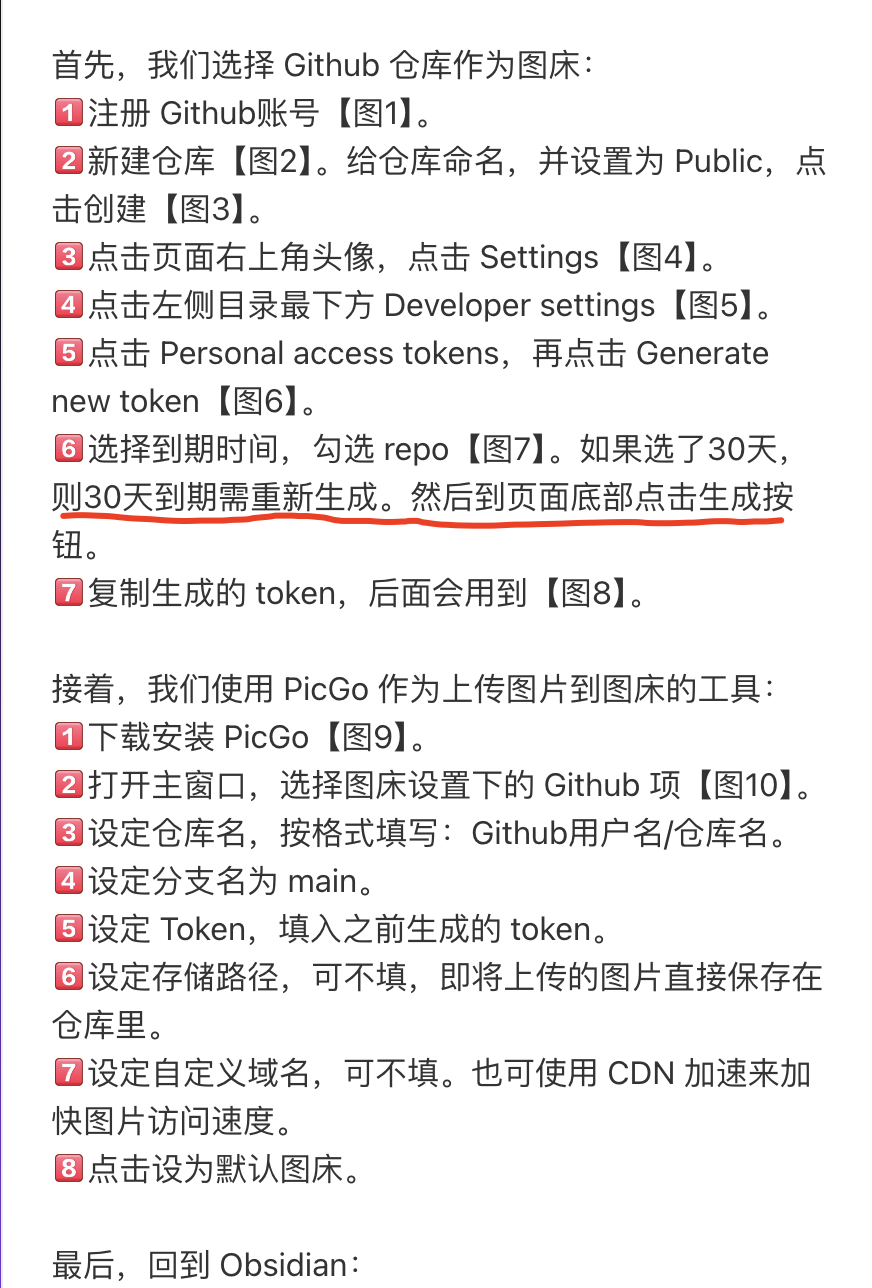 首先，我们选择 Github 仓库作为图床：
1️⃣注册 Github账号【图1】。
2️⃣新建仓库【图2】。给仓库命名，并设置为 Public，点
击创建【图3】。
3️⃣点击页面右上角头像，点击 Settings【图4】。
4️⃣点击左侧目录最下方 Developer settings【图5】。
5️⃣点击 Personal access tokens，再点击 Generate
new token【图6】。
6️⃣选择到期时间，勾选 repo【图7】。如果选了30天，
则30天到期需重新生成。然后到页面底部点击生成按
钮。
7️⃣复制生成的 token，后面会用到【图8】。
接着，我们使用 PicGo 作为上传图片到图床的工具：
1️⃣下载安装 PicGo【图9】。
2️⃣打开主窗口，选择图床设置下的 Github 项【图10】。
3️⃣设定仓库名，按格式填写：Github用户名/仓库名。
4️⃣设定分支名为 main。
5️⃣设定 Token，填入之前生成的 token。
6️⃣设定存储路径，可不填，即将上传的图片直接保存在
仓库里。
7️⃣设定自定义域名，可不填。也可使用 CDN 加速来加
快图片访问速度。
8️⃣点击设为默认图床。
最后，回到 Obsidian：